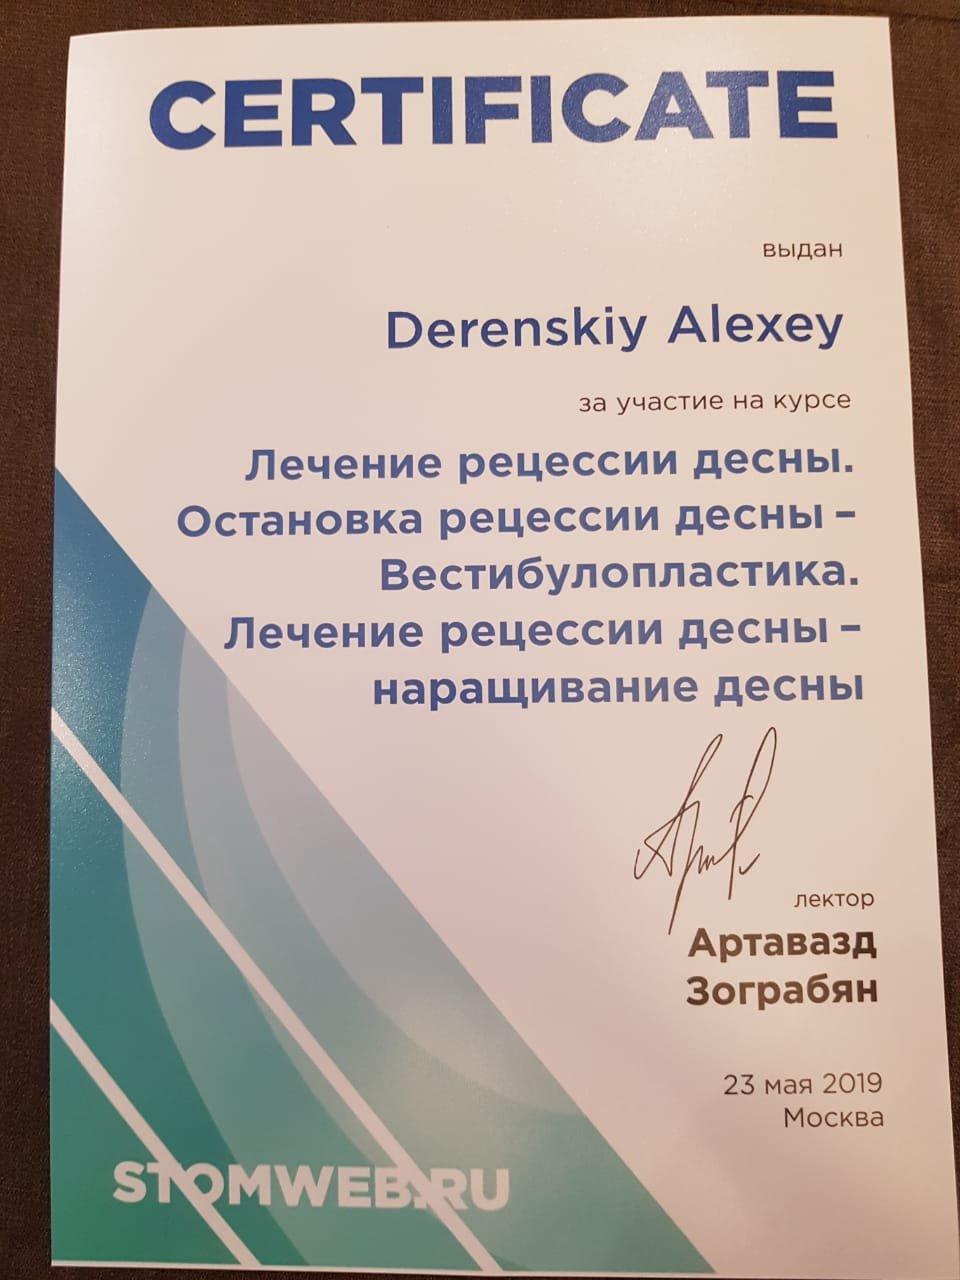 CERTIFICATE
выдан
Derenskiy Alexey
за участие на курсе
Лечение рецессии десны.
Остановка рецессии десны –
Вестибулопластика.
Лечение рецессии десны –
наращивание десны
лектор
Артавазд
Зограбян
23 мая 2019
Москва
STOMWEB.RU